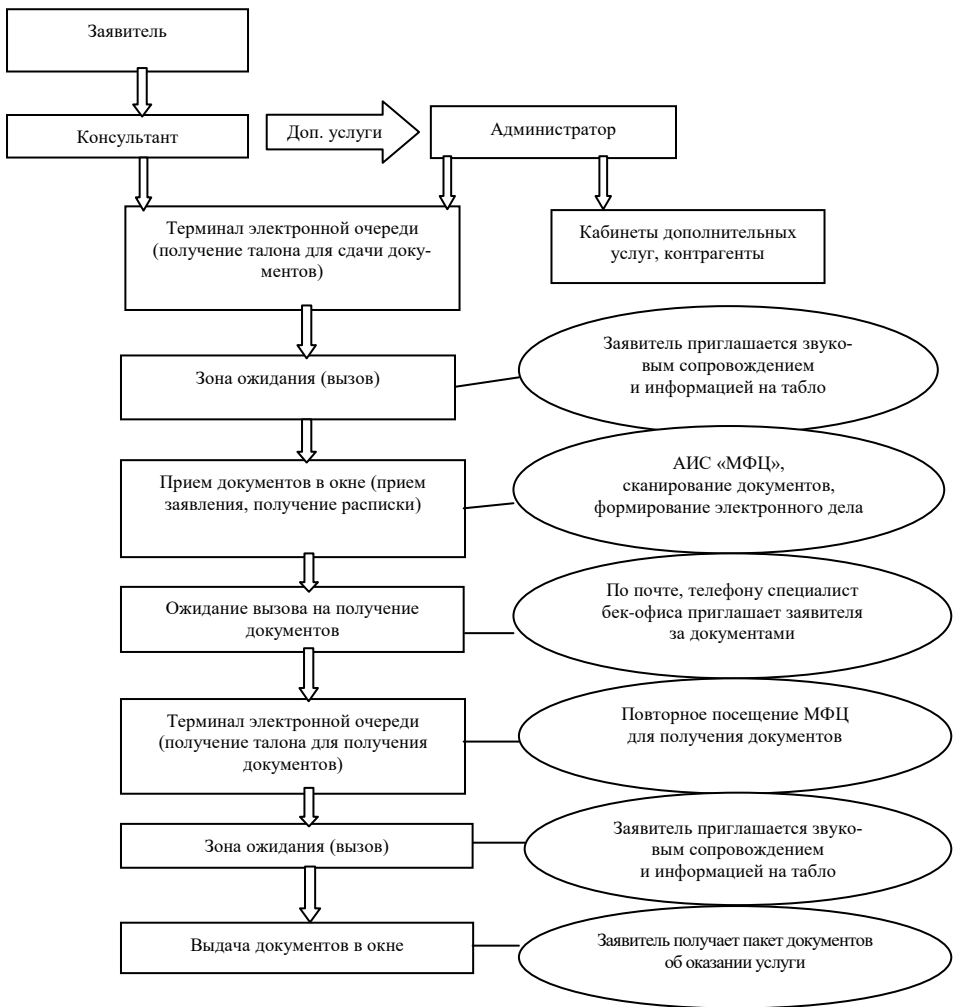 Заявитель
Консультант
Доп. услуги
Администратор
Терминал электронной очереди
(получение талона для сдачи доку-
ментов)
Кабинеты дополнительных
услуг, контрагенты
Зона ожидания (вызов)
Заявитель приглашается звуко-
вым сопровождением
и информацией на табло
Прием документов в окне (прием
заявления, получение расписки)
АИС «МФЦ»,
сканирование документов,
формирование электронного дела
Ожидание вызова на получение
документов
По почте, телефону специалист
бек-офиса приглашает заявителя
за документами
Терминал электронной очереди
(получение талона для получения
документов)
Повторное посещение МФЦ
для получения документов
Зона ожидания (вызов)
Заявитель приглашается звуко-
вым сопровождением
и информацией на табло
Выдача документов в окне
Заявитель получает пакет документов
об оказании услуги